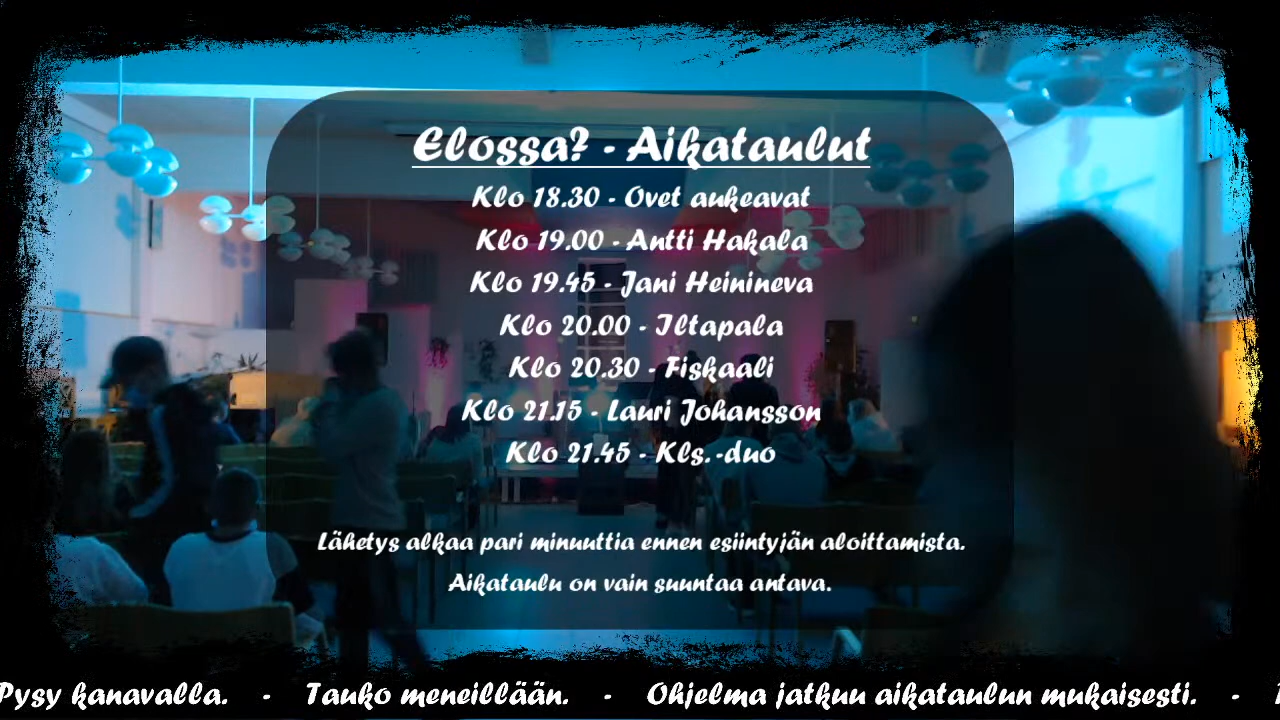 Elossa? - Aikataulut
Klo 18.30 - Ovet aukeavat
Klo 19.00 - Antti Hakala
Klo 19.45 - Jani Heinineva
Klo 20.00 - Iltapala
Klo 20.30 - Fiskaali
Klo 21.15 - Lauri Johansson
Klo 21.45 - Kls.-duo
Lähetys alkaa pari minuuttia ennen esiintyjän aloittamista.
Aikataulu on vain suuntaa antava.
Pysy kanavalla. - Tauko meneillään. - Ohjelma jatkuu aikataulun mukaisesti. -